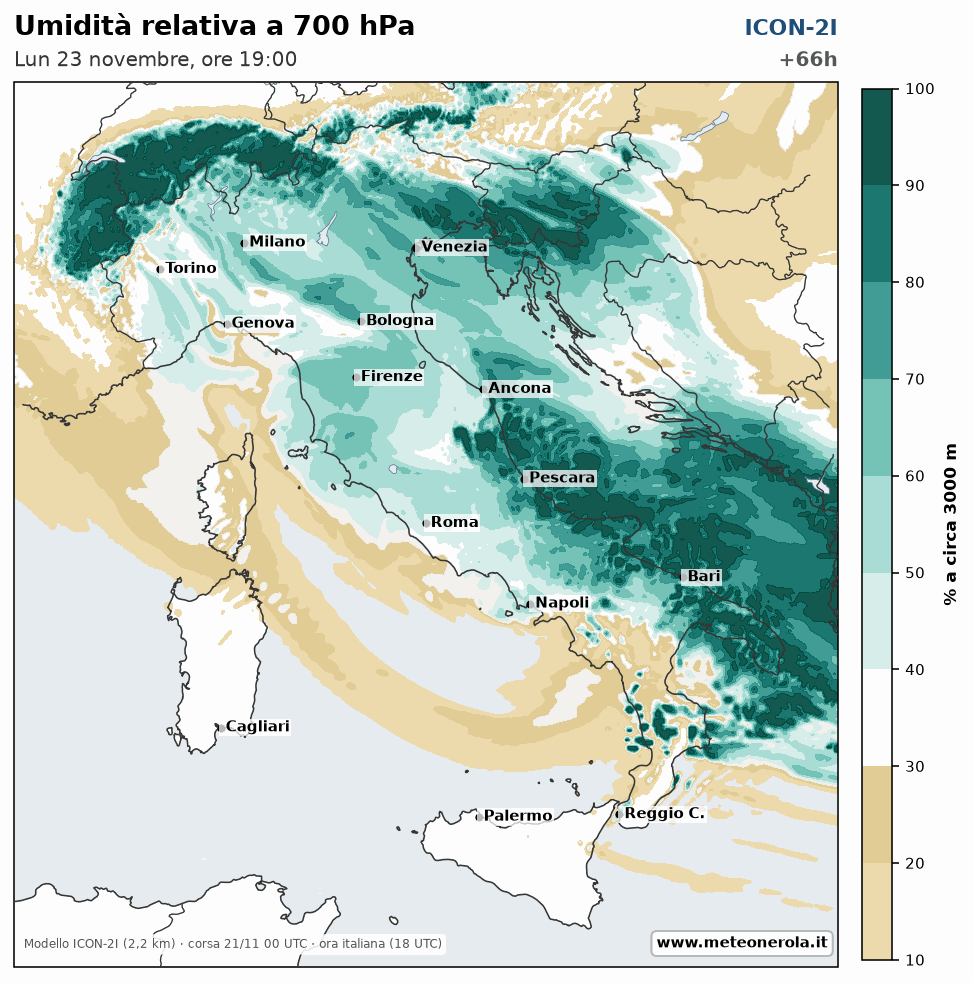 Umidità relativa a 700 hPa
ICON-2I
Lun 23 novembre, ore 19:00
+66h
100
90
80
70
60
50
40
30
20
10
% a circa 3000 m
Milano
Venezia
Torino
Genova
Bologna
Firenze
Ancona
Pescara
Roma
Bari
Napoli
Cagliari
Palermo
Reggio C.
Modello ICON-2I (2,2 km) · corsa 21/11 00 UTC · ora italiana (18 UTC)
www.meteonerola.it